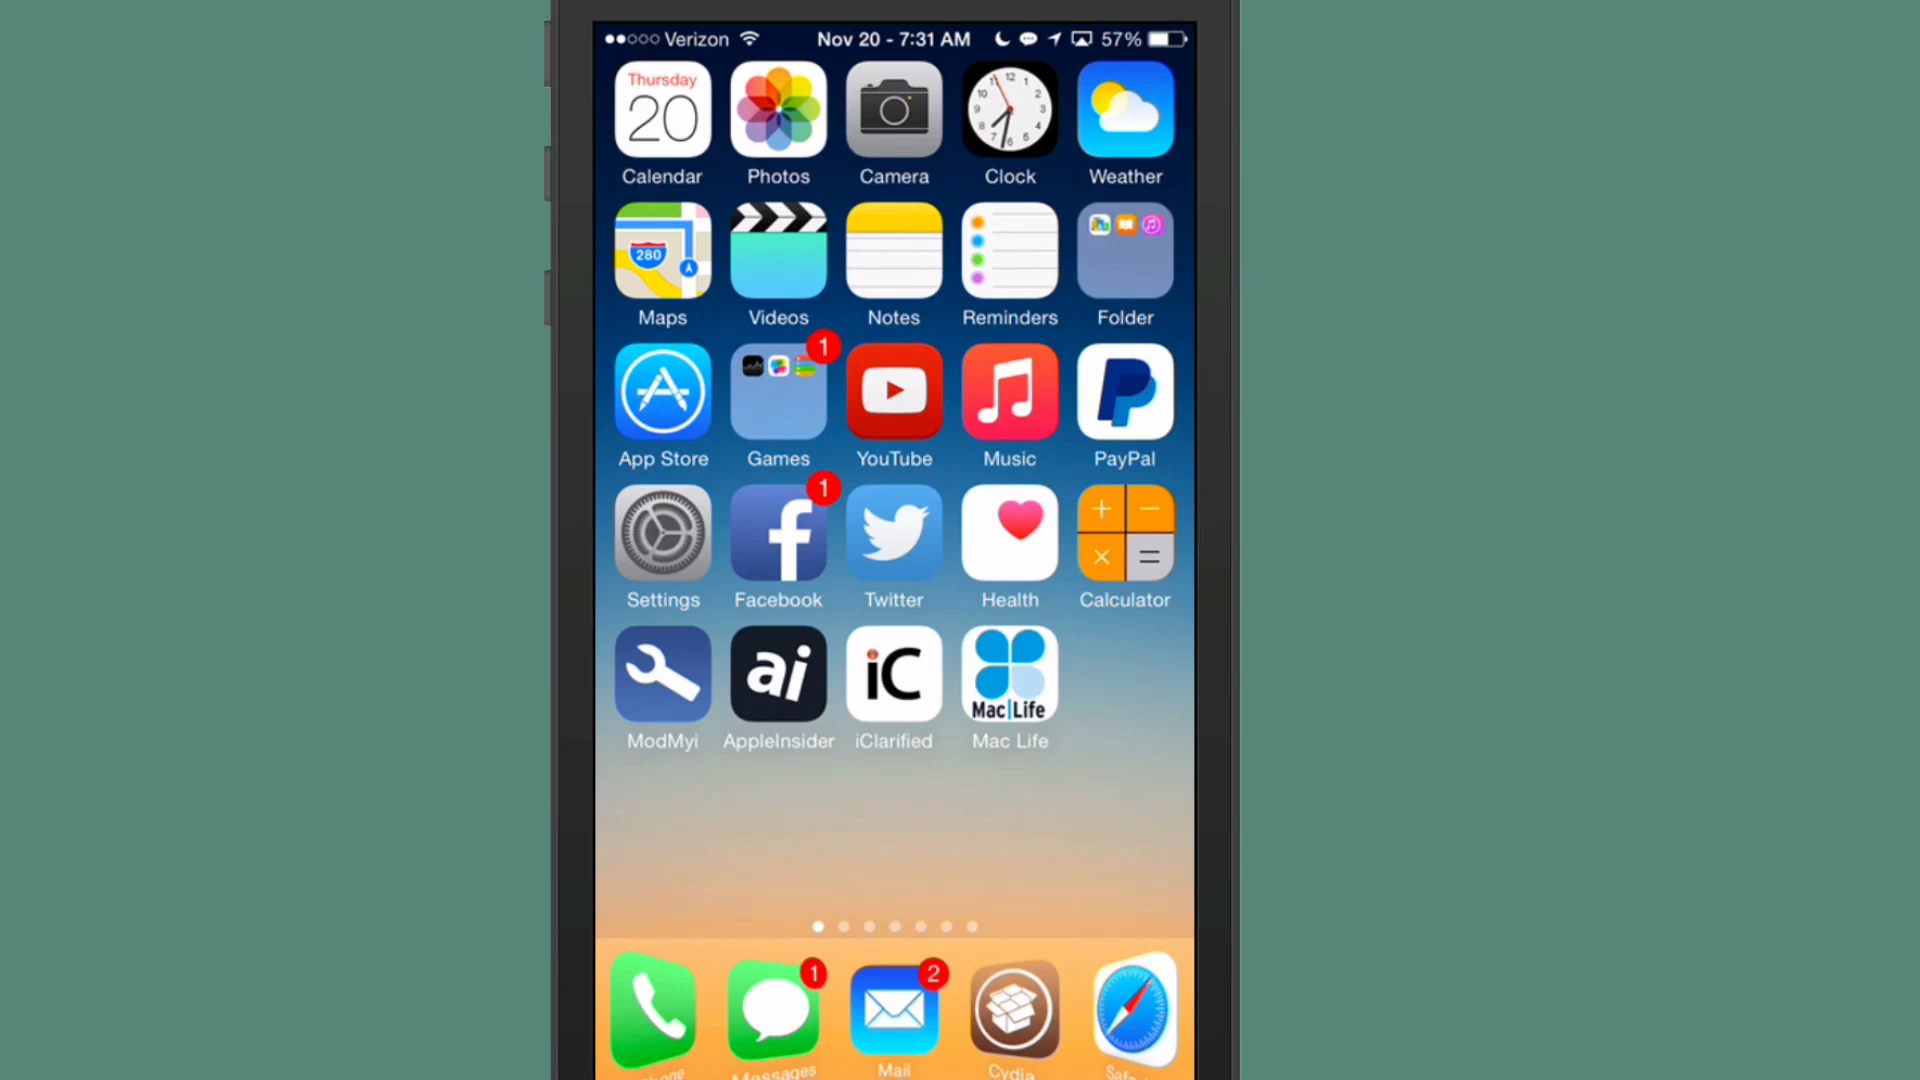 Verizon Nov 20 - 7:31 AM 57%
Thursday
20
Calendar Photos Camera Clock Weather
280
Maps Videos Notes Reminders Folder
1
App Store Games YouTube Music PayPal
1
Settings Facebook Twitter Health Calculator
ai iC Mac|Life
ModMyi AppleInsider iClarified Mac Life
1 2
Messages Mail Cydia